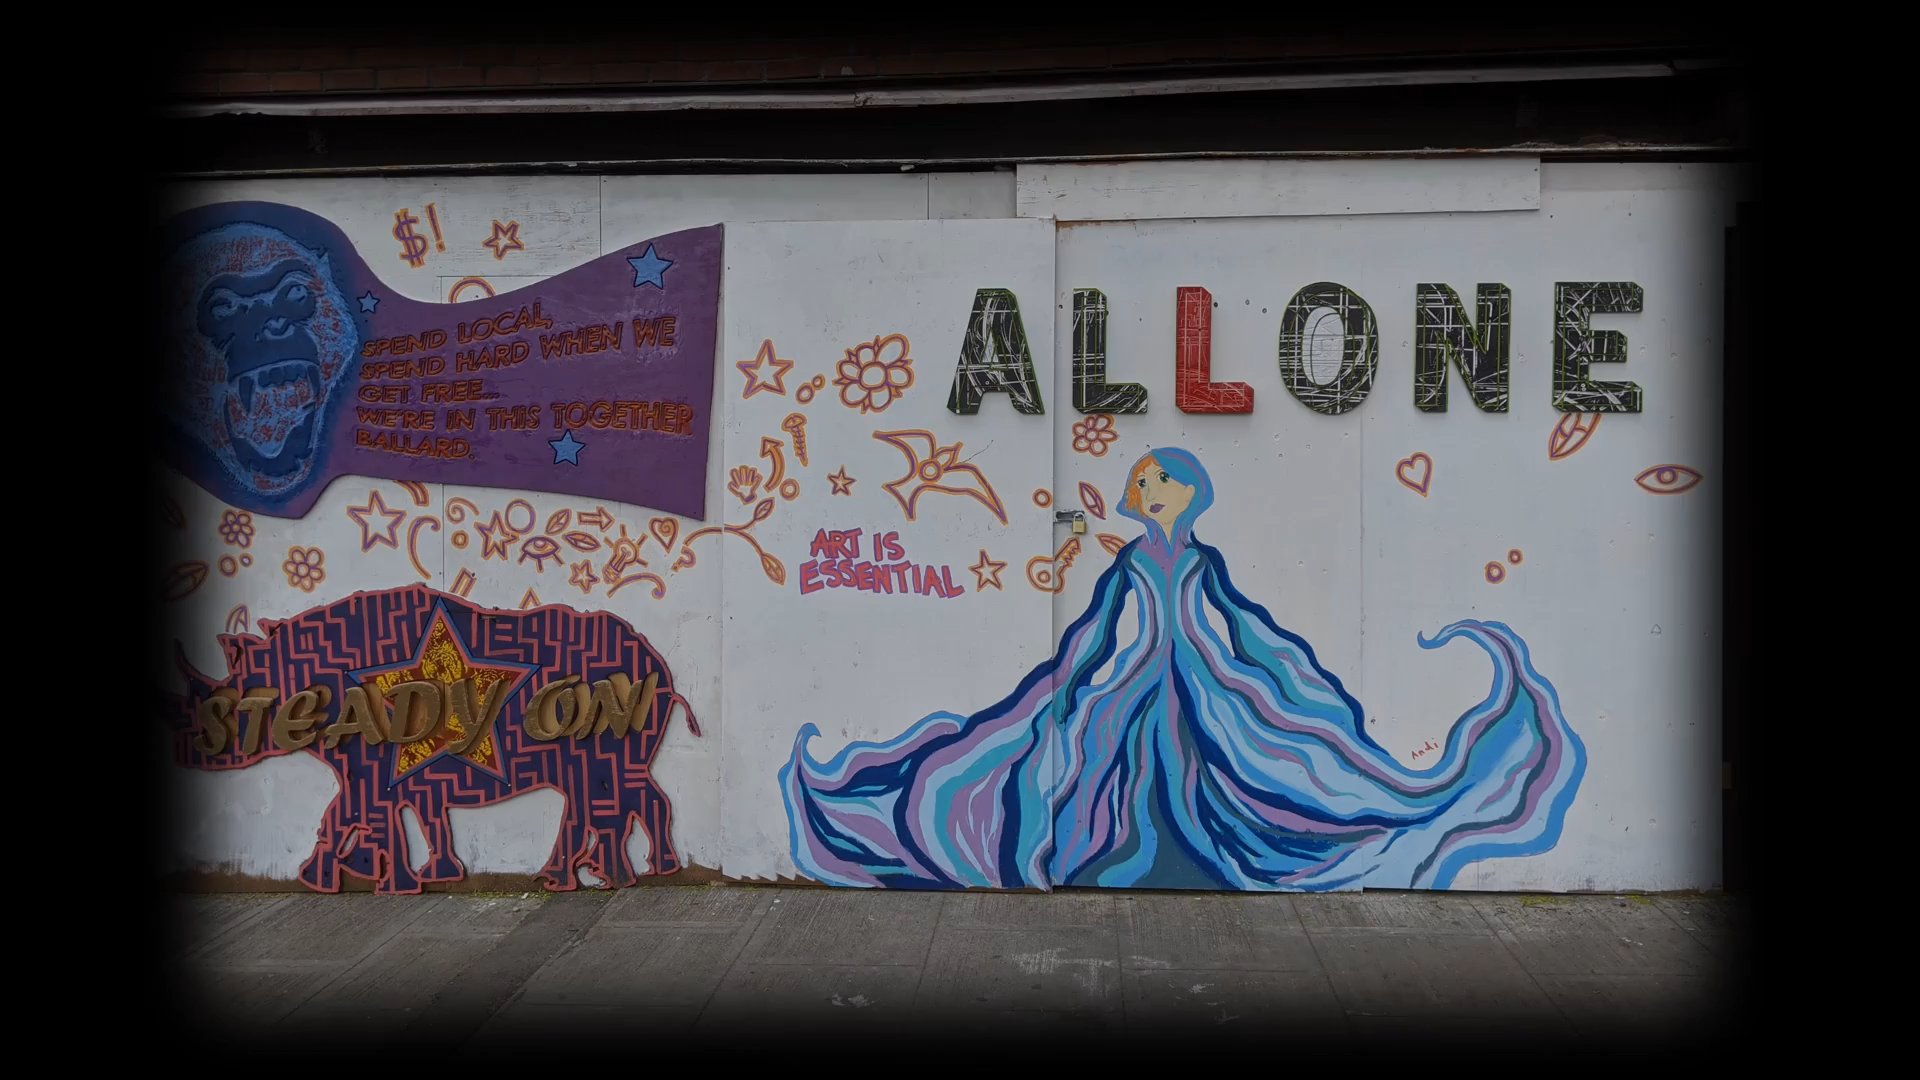 $!
SPEND LOCAL,
SPEND HARD WHEN WE
GET FREE...
WE'RE IN THIS TOGETHER
BALLARD.
ALLONE
ART IS
ESSENTIAL
STEADY ON
Andi